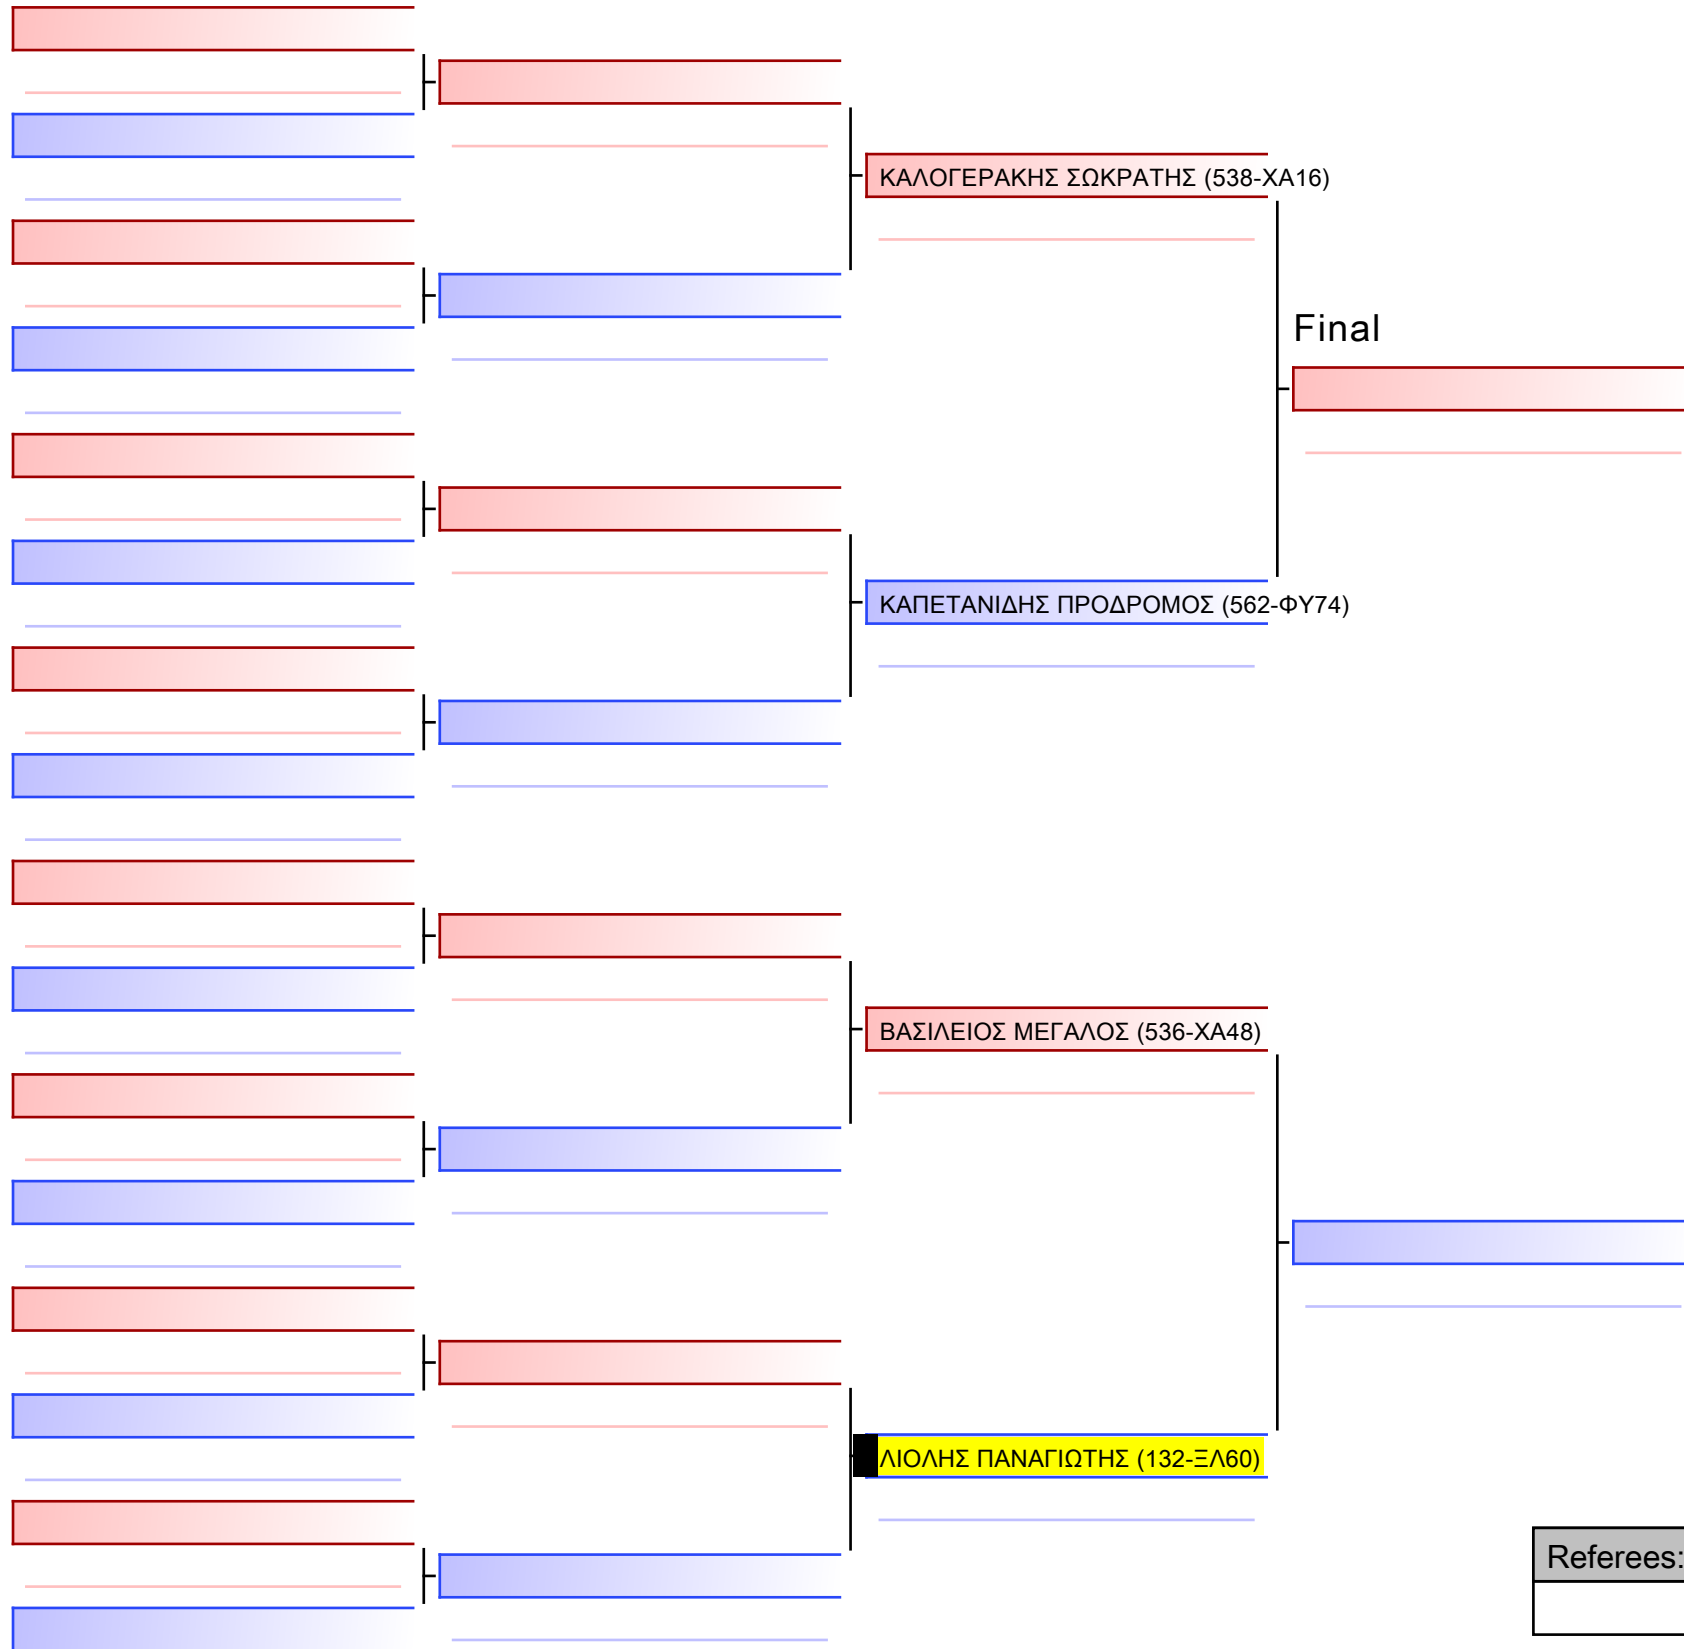 ΚΑΛΟΓΕΡΑΚΗΣ ΣΩΚΡΑΤΗΣ (538-ΧΑ16)
Final
ΚΑΠΕΤΑΝΙΔΗΣ ΠΡΟΔΡΟΜΟΣ (562-ΦΥ74)
ΒΑΣΙΛΕΙΟΣ ΜΕΓΑΛΟΣ (536-ΧΑ48)
ΛΙΟΛΗΣ ΠΑΝΑΓΙΩΤΗΣ (132-ΞΛ60)
Referees: